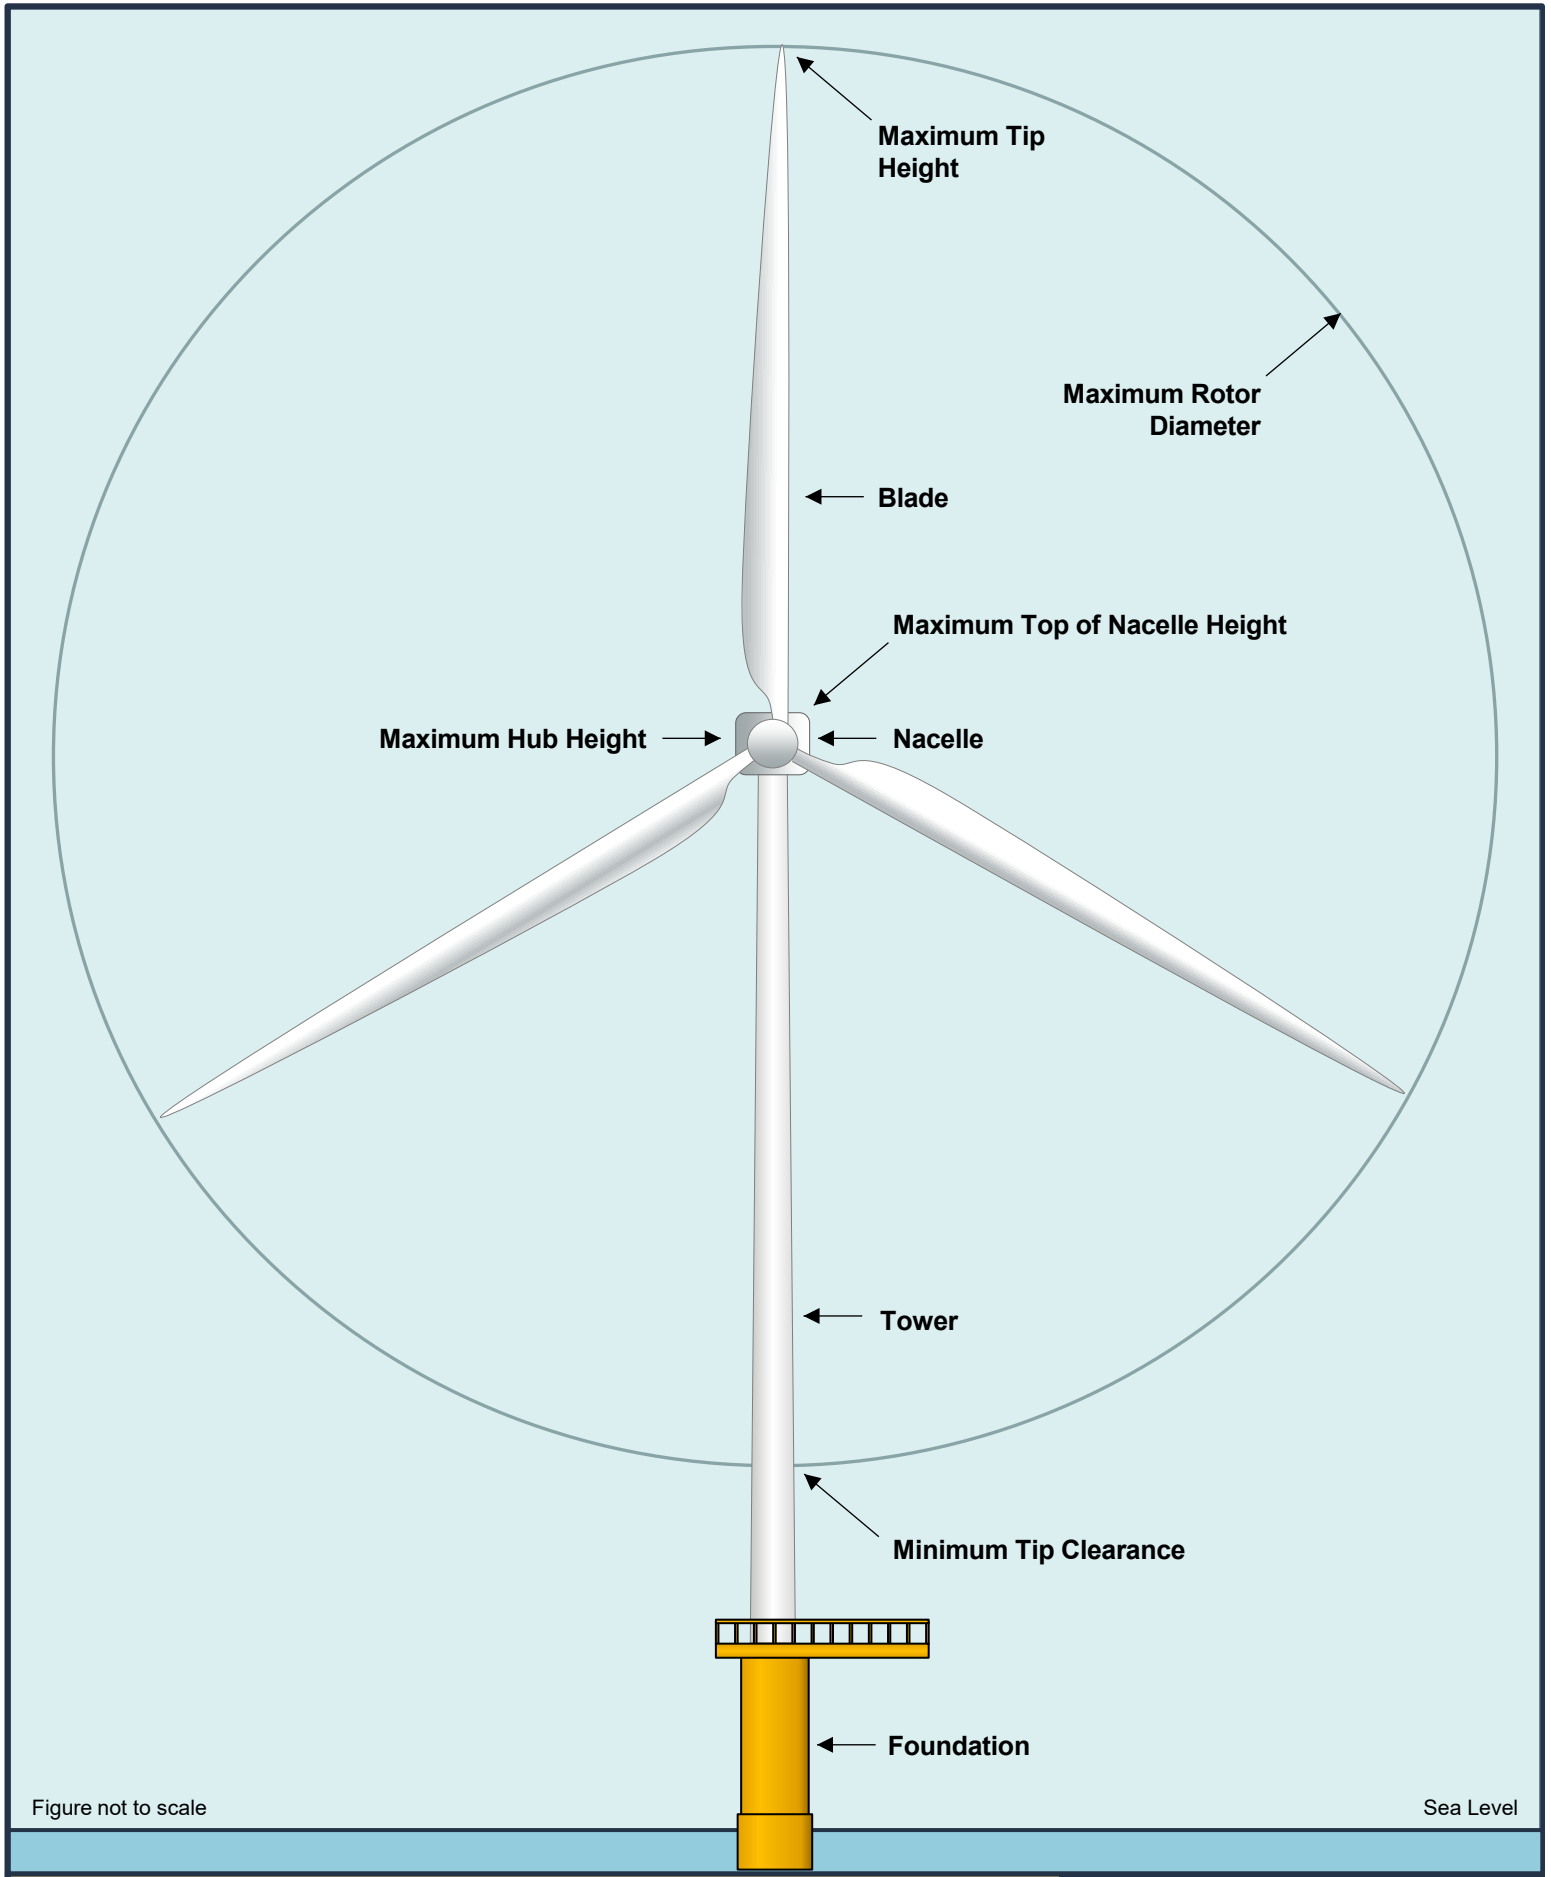 Maximum Tip
Height
Maximum Rotor
Diameter
Blade
Maximum Top of Nacelle Height
Maximum Hub Height
Nacelle
Tower
Minimum Tip Clearance
Foundation
Figure not to scale
Sea Level